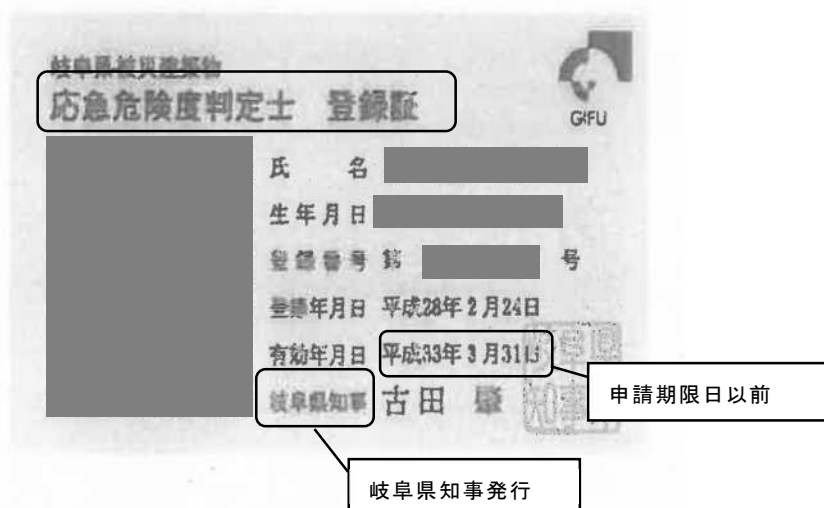 岐阜県被災建築物
応急危険度判定士 登録証
GIFU
氏 名
生年月日
登録番号 第 号
登録年月日 平成28年2月24日
有効年月日 平成33年3月31日
岐阜県知事 古田 肇
申請期限日以前
岐阜県知事発行